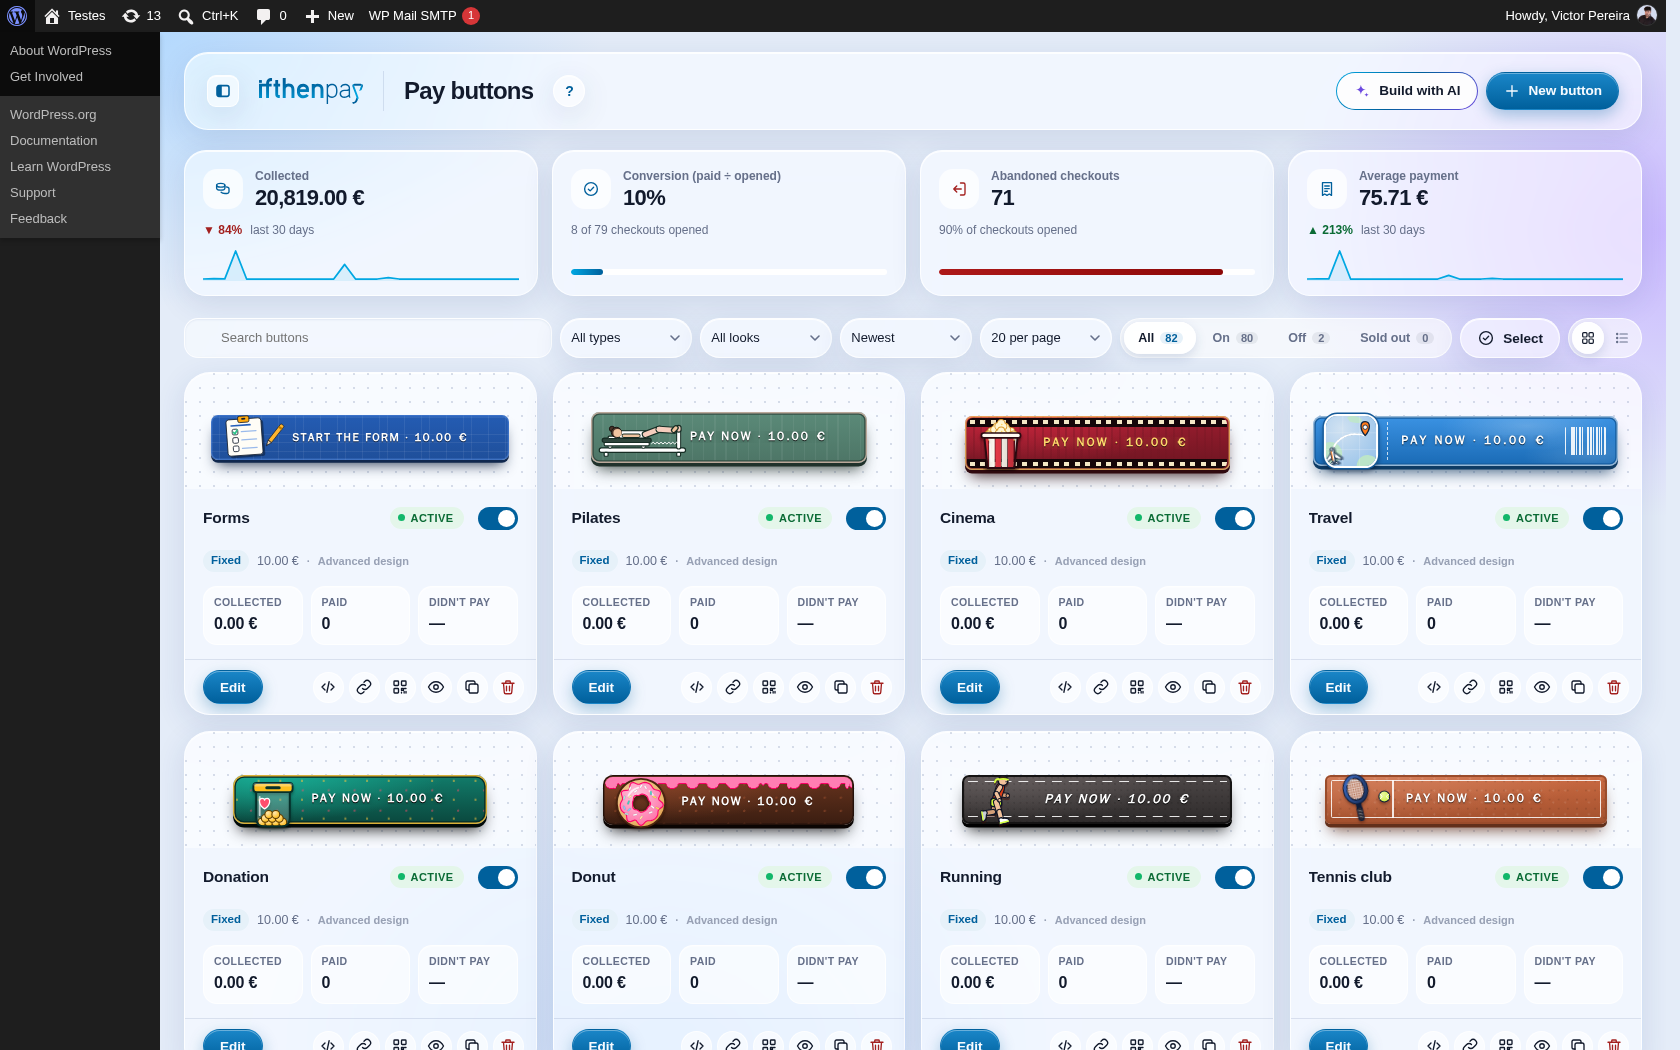 Testes 13 Ctrl+K 0 New WP Mail SMTP 1 Howdy, Victor Pereira
About WordPress
Get Involved
WordPress.org
Documentation
Learn WordPress
Support
Feedback
ifthenpay Pay buttons ? Build with AI New button
Collected
20,819.00 €
▼ 84% last 30 days
Conversion (paid ÷ opened)
10%
8 of 79 checkouts opened
Abandoned checkouts
71
90% of checkouts opened
Average payment
75.71 €
▲ 213% last 30 days
Search buttons All types All looks Newest 20 per page All 82 On 80 Off 2 Sold out 0 Select
START THE FORM · 10.00 €
Forms ACTIVE
Fixed 10.00 € · Advanced design
COLLECTED PAID DIDN'T PAY
0.00 € 0 —
Edit
PAY NOW · 10.00 €
Pilates ACTIVE
Fixed 10.00 € · Advanced design
COLLECTED PAID DIDN'T PAY
0.00 € 0 —
Edit
PAY NOW · 10.00 €
Cinema ACTIVE
Fixed 10.00 € · Advanced design
COLLECTED PAID DIDN'T PAY
0.00 € 0 —
Edit
PAY NOW · 10.00 €
Travel ACTIVE
Fixed 10.00 € · Advanced design
COLLECTED PAID DIDN'T PAY
0.00 € 0 —
Edit
PAY NOW · 10.00 €
Donation ACTIVE
Fixed 10.00 € · Advanced design
COLLECTED PAID DIDN'T PAY
0.00 € 0 —
Edit
PAY NOW · 10.00 €
Donut ACTIVE
Fixed 10.00 € · Advanced design
COLLECTED PAID DIDN'T PAY
0.00 € 0 —
Edit
PAY NOW · 10.00 €
Running ACTIVE
Fixed 10.00 € · Advanced design
COLLECTED PAID DIDN'T PAY
0.00 € 0 —
Edit
PAY NOW · 10.00 €
Tennis club ACTIVE
Fixed 10.00 € · Advanced design
COLLECTED PAID DIDN'T PAY
0.00 € 0 —
Edit